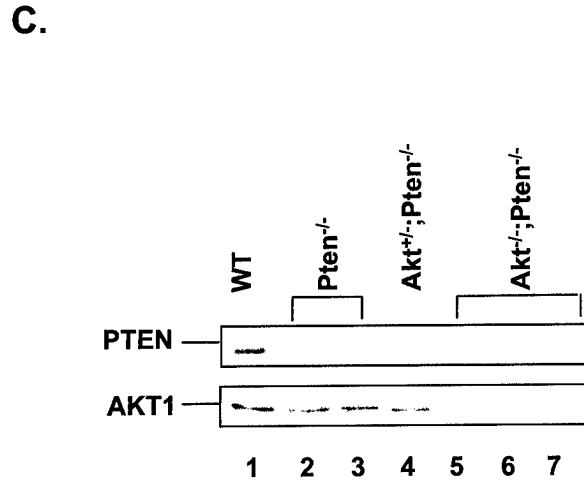 C.
WT
Pten-/-
Akt+/-;Pten-/-
Akt-/-;Pten-/-
PTEN
AKT1
1 2 3 4 5 6 7